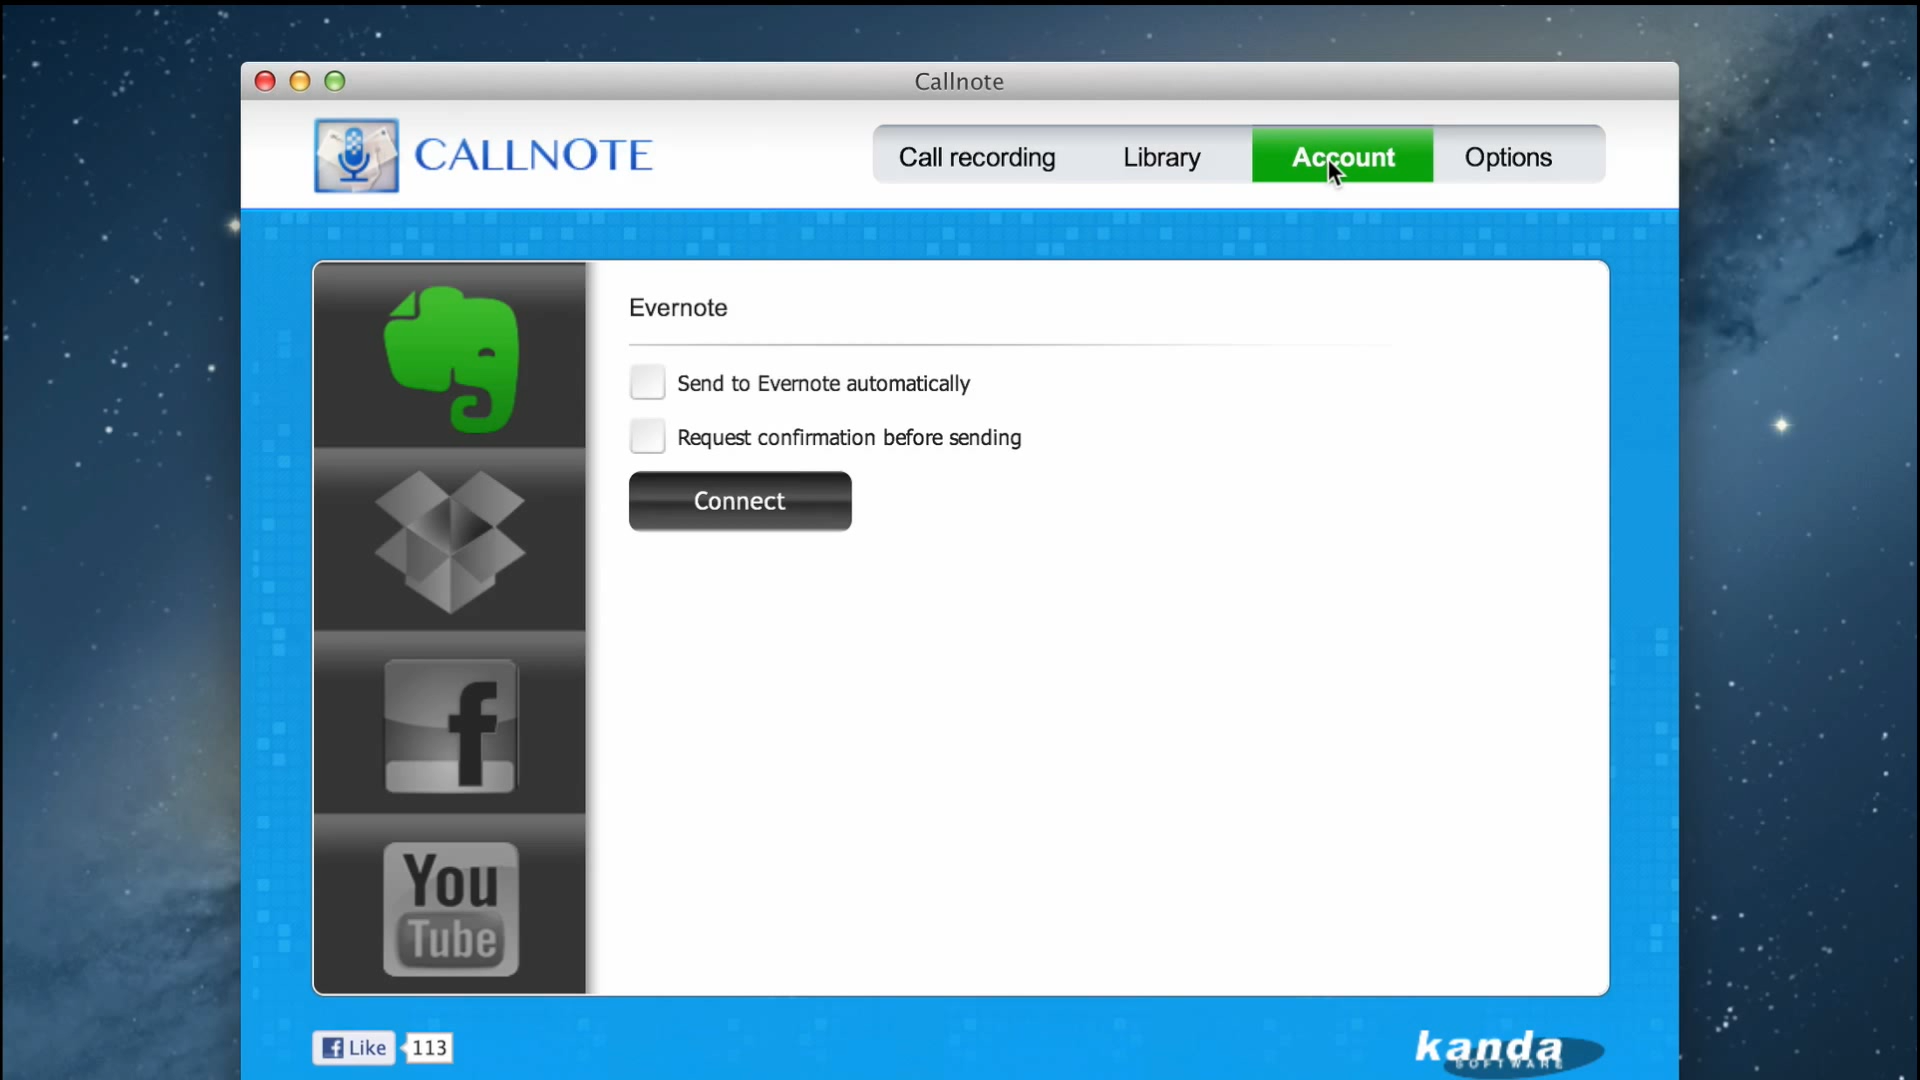 Callnote
CALLNOTE
Call recording
Library
Account
Options
Evernote
Send to Evernote automatically
Request confirmation before sending
Connect
f
You
Tube
f Like
113
kanda
SOFTWARE